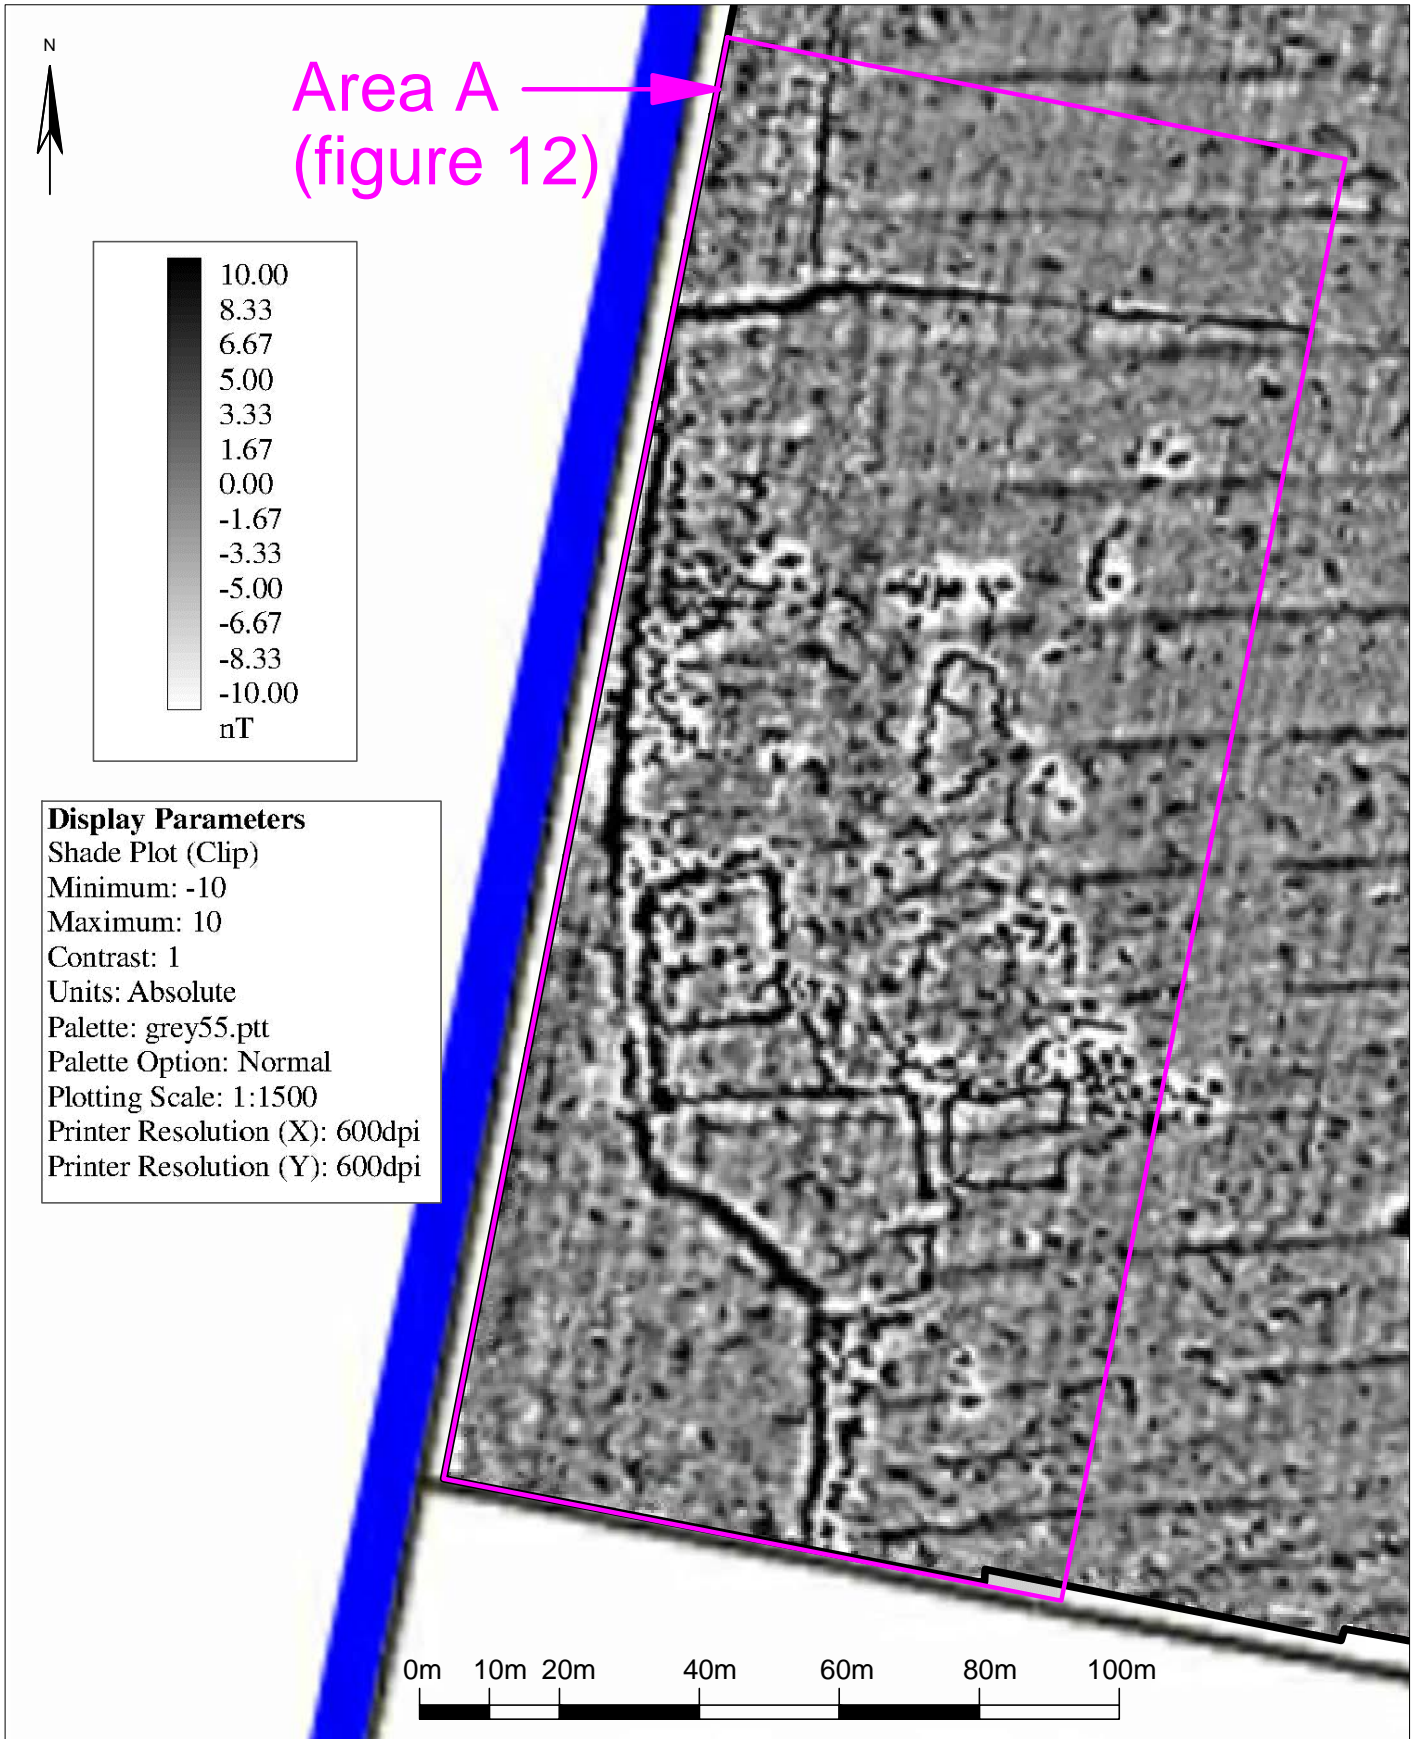 N
Area A
(figure 12)
10.00
8.33
6.67
5.00
3.33
1.67
0.00
-1.67
-3.33
-5.00
-6.67
-8.33
-10.00
nT
Display Parameters
Shade Plot (Clip)
Minimum: -10
Maximum: 10
Contrast: 1
Units: Absolute
Palette: grey55.ptt
Palette Option: Normal
Plotting Scale: 1:1500
Printer Resolution (X): 600dpi
Printer Resolution (Y): 600dpi
0m 10m 20m 40m 60m 80m 100m